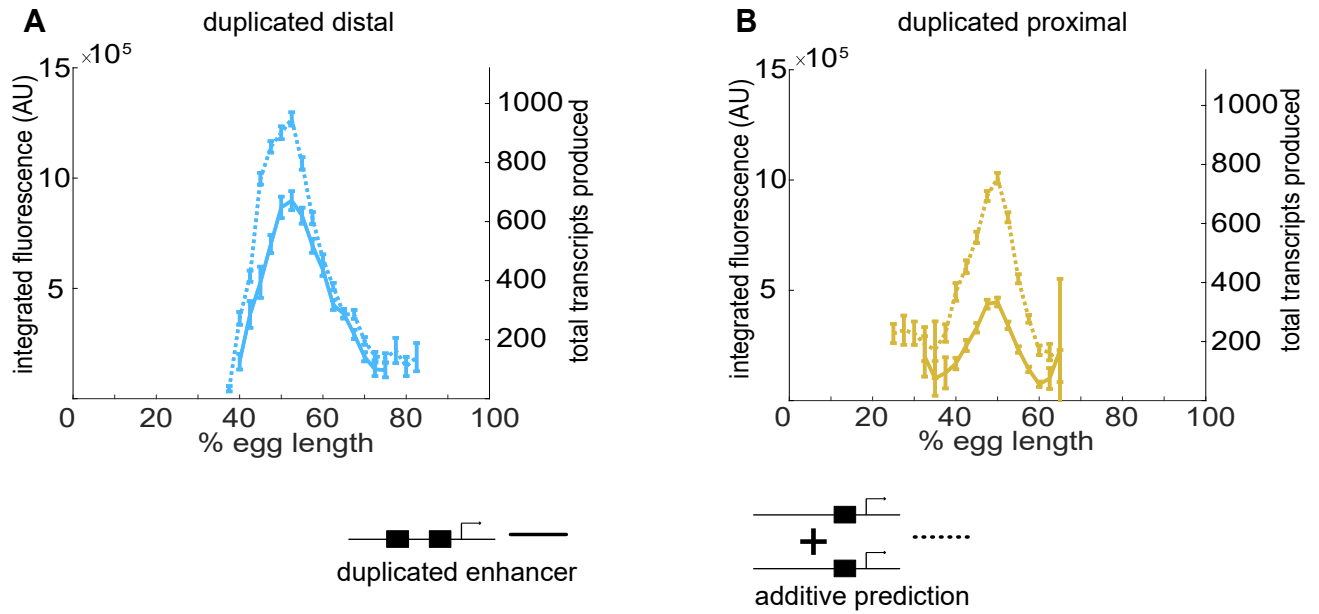 A
duplicated distal
×10⁵
15
10
5
integrated fluorescence (AU)
1000
800
600
400
200
total transcripts produced
0 20 40 60 80 100
% egg length
B
duplicated proximal
×10⁵
15
10
5
integrated fluorescence (AU)
1000
800
600
400
200
total transcripts produced
0 20 40 60 80 100
% egg length
duplicated enhancer
+
additive prediction